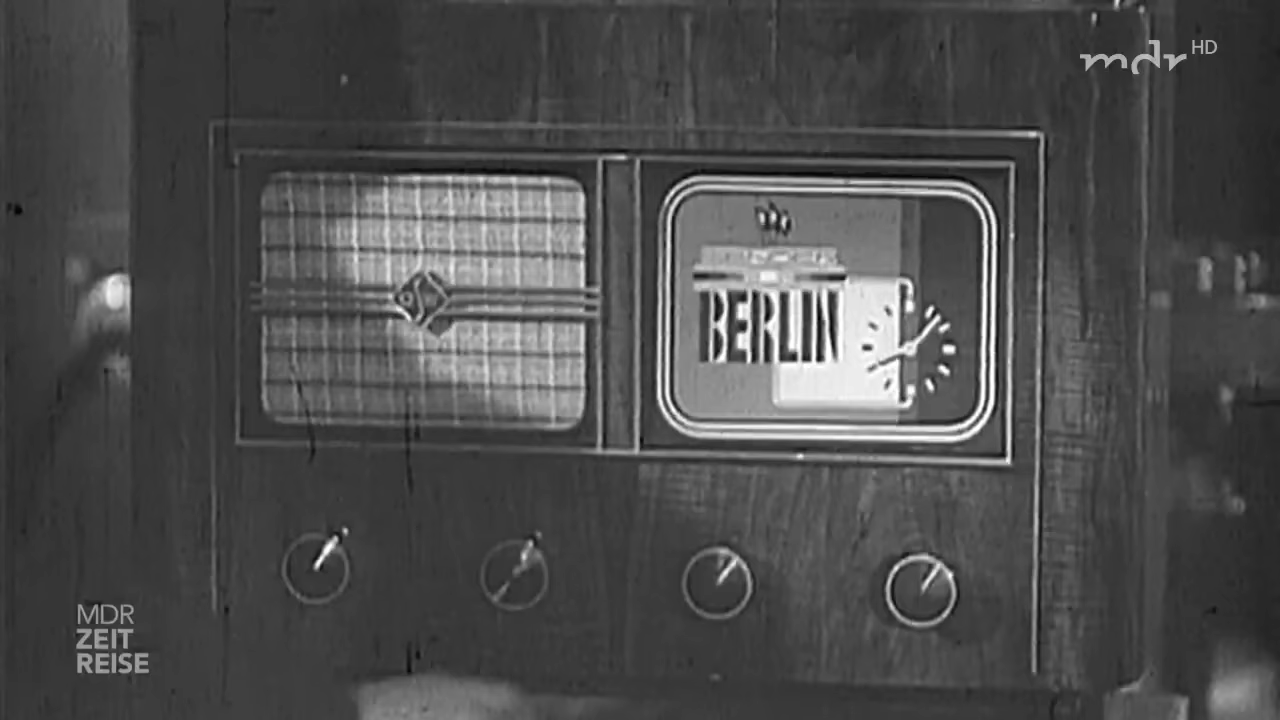 mdr HD
BERLIN
MDR
ZEIT
REISE